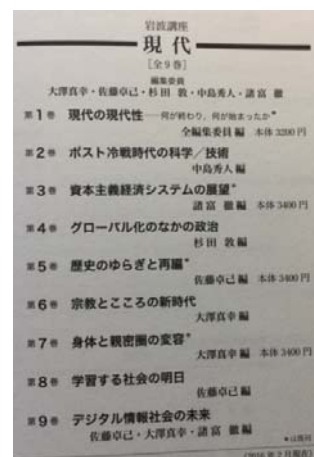 岩波講座
現代
[全9巻]
編集委員
大澤真幸・佐藤卓己・杉田 敦・中島秀人・諸富 徹
第1巻 現代の現代性──何が終わり，何が始まったか*
全編集委員編 本体3200円
第2巻 ポスト冷戦時代の科学／技術
中島秀人編
第3巻 資本主義経済システムの展望*
諸富 徹編 本体3400円
第4巻 グローバル化のなかの政治
杉田 敦編
第5巻 歴史のゆらぎと再編*
佐藤卓己編 本体3400円
第6巻 宗教とこころの新時代
大澤真幸編
第7巻 身体と親密圏の変容*
大澤真幸編 本体3400円
第8巻 学習する社会の明日
佐藤卓己編
第9巻 デジタル情報社会の未来
佐藤卓己・大澤真幸・諸富 徹編
*は既刊
(2016年2月現在)